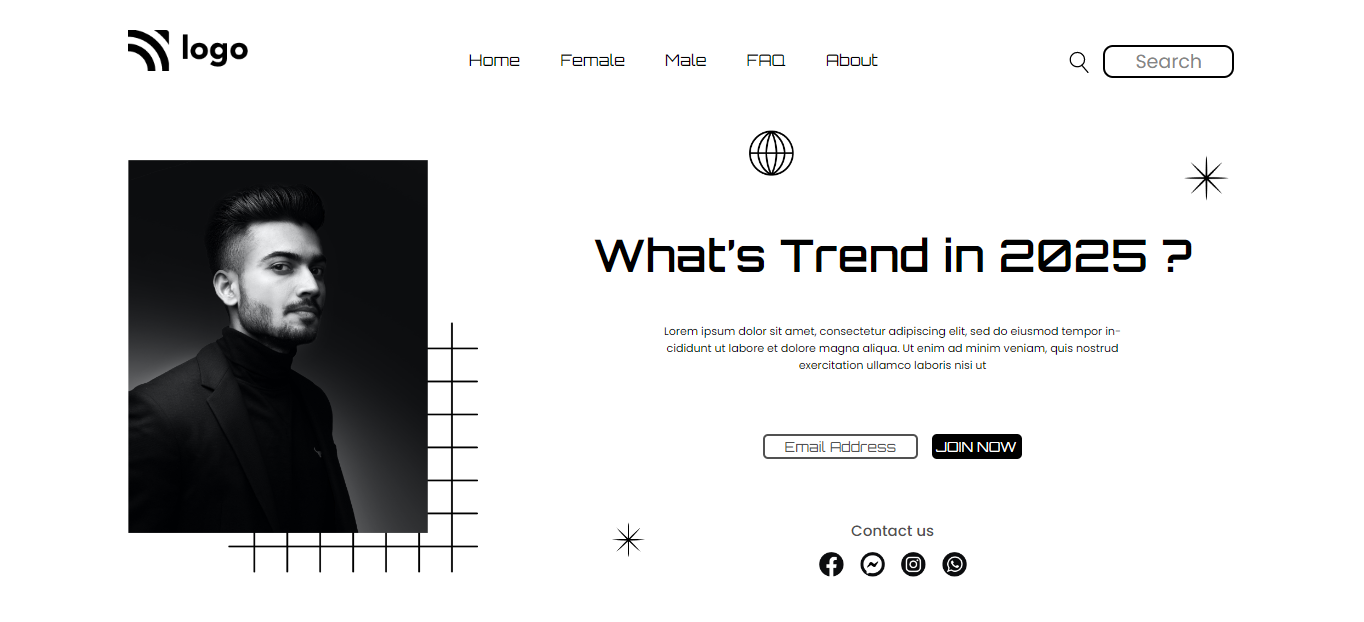 logo
Home Female Male FAQ About
Search
What's Trend in 2025 ?
Lorem ipsum dolor sit amet, consectetur adipiscing elit, sed do eiusmod tempor in-
cididunt ut labore et dolore magna aliqua. Ut enim ad minim veniam, quis nostrud
exercitation ullamco laboris nisi ut
Email Address JOIN NOW
Contact us